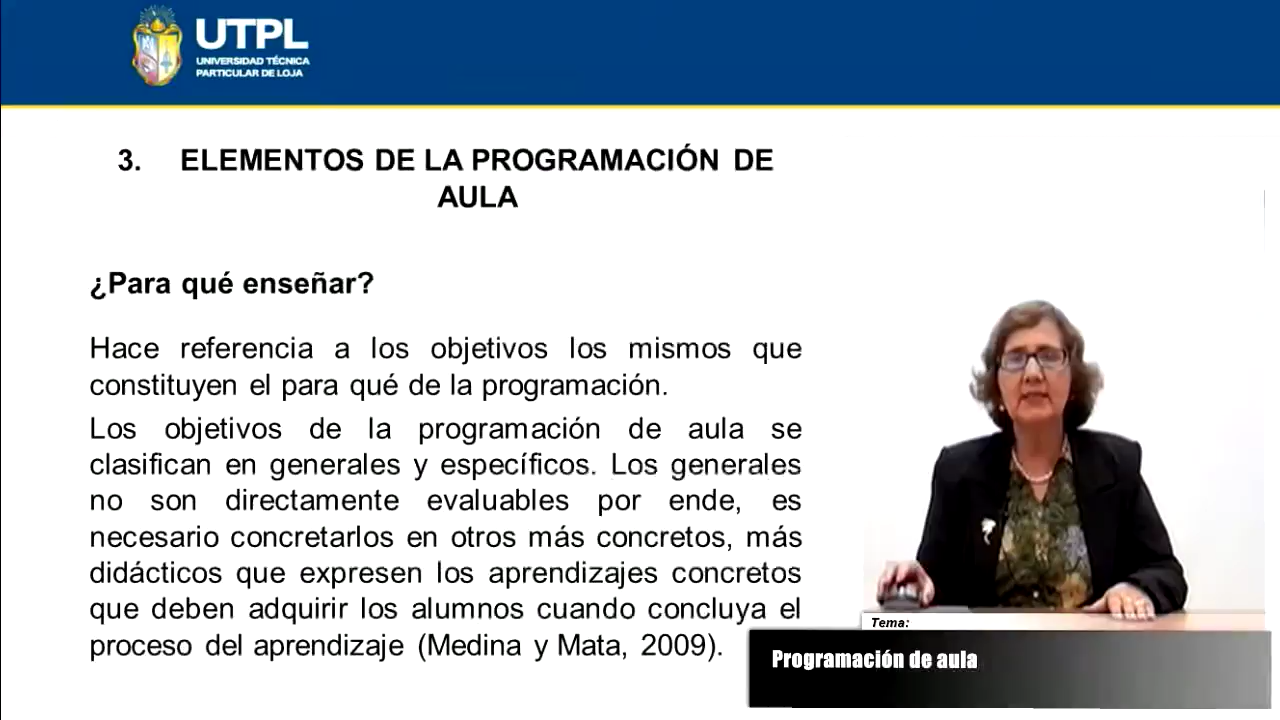 UTPL
UNIVERSIDAD TÉCNICA
PARTICULAR DE LOJA
3. ELEMENTOS DE LA PROGRAMACIÓN DE
AULA
¿Para qué enseñar?
Hace referencia a los objetivos los mismos que
constituyen el para qué de la programación.
Los objetivos de la programación de aula se
clasifican en generales y específicos. Los generales
no son directamente evaluables por ende, es
necesario concretarlos en otros más concretos, más
didácticos que expresen los aprendizajes concretos
que deben adquirir los alumnos cuando concluya el
proceso del aprendizaje (Medina y Mata, 2009).
Tema:
Programación de aula